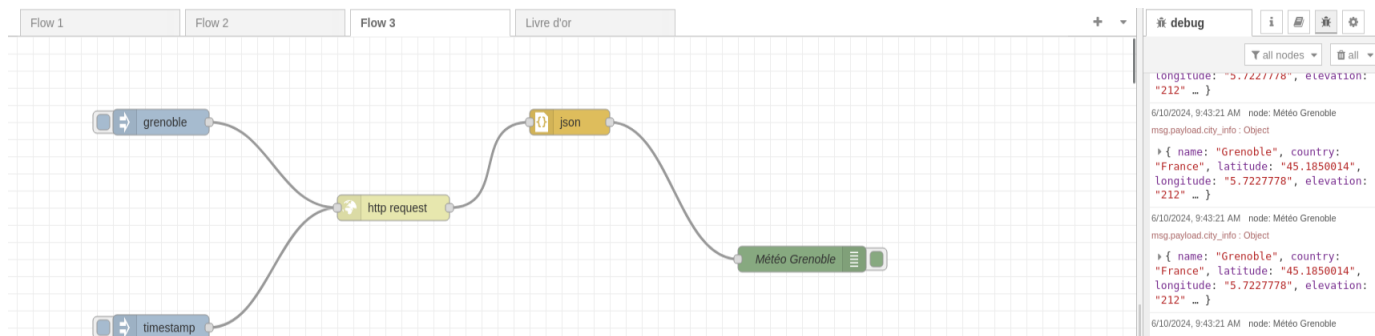 Flow 1
Flow 2
Flow 3
Livre d'or
debug
all nodes
all
grenoble
json
http request
Météo Grenoble
timestamp
longitude: "5.7227778", elevation:
"212" … }
6/10/2024, 9:43:21 AM node: Météo Grenoble
msg.payload.city_info : Object
{ name: "Grenoble", country:
"France", latitude: "45.1850014",
longitude: "5.7227778", elevation:
"212" … }
6/10/2024, 9:43:21 AM node: Météo Grenoble
msg.payload.city_info : Object
{ name: "Grenoble", country:
"France", latitude: "45.1850014",
longitude: "5.7227778", elevation:
"212" … }
6/10/2024, 9:43:21 AM node: Météo Grenoble